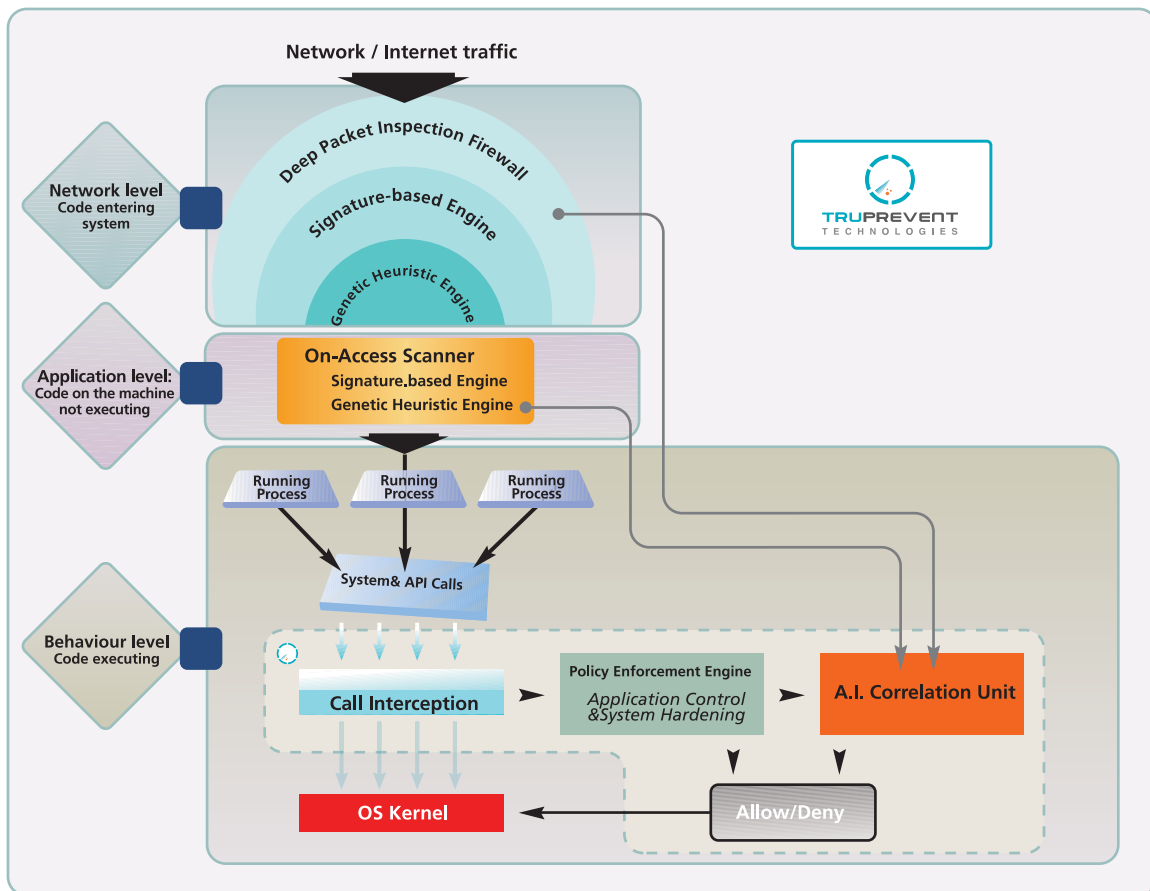 Network / Internet traffic
Deep Packet Inspection Firewall
Signature-based Engine
Genetic Heuristic Engine
Network level
Code entering
system
TRUPREVENT
TECHNOLOGIES
Application level:
Code on the machine
not executing
On-Access Scanner
Signature.based Engine
Genetic Heuristic Engine
Running
Process
Running
Process
Running
Process
System& API Calls
Behaviour level
Code executing
Call Interception
Policy Enforcement Engine
Application Control
&System Hardening
A.I. Correlation Unit
OS Kernel
Allow/Deny